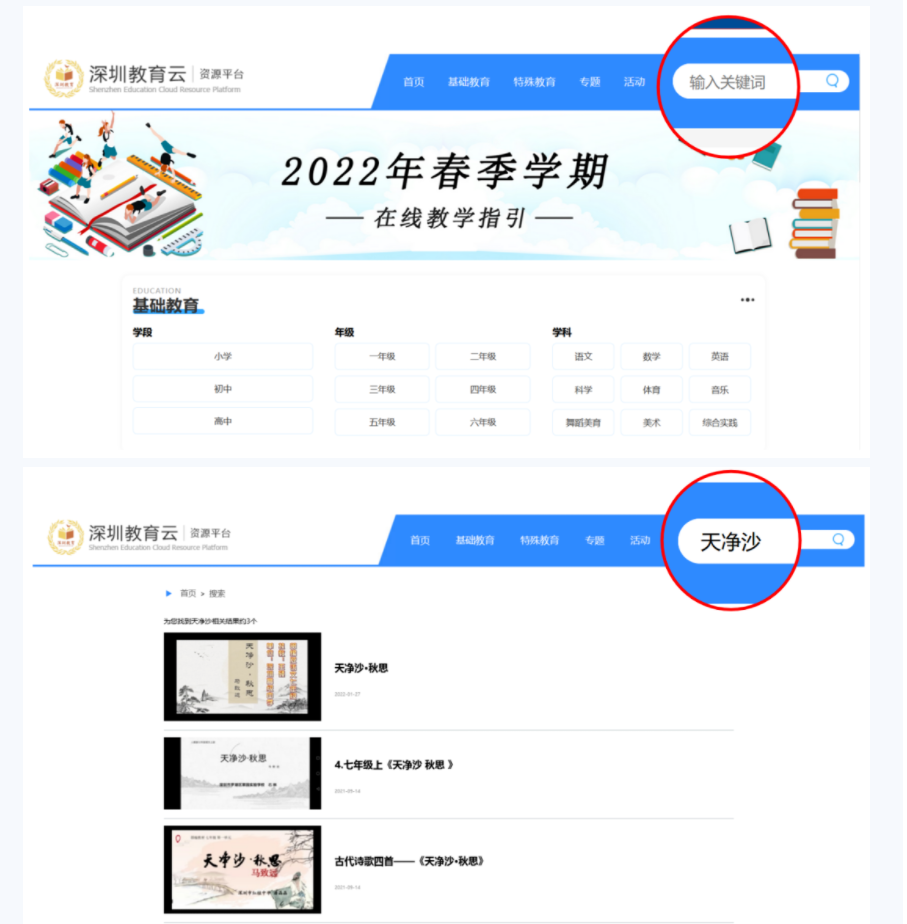 深圳教育云 资源平台
Shenzhen Education Cloud Resource Platform
首页 基础教育 特殊教育 专题 活动 输入关键词
2022年春季学期
在线教学指引
EDUCATION
基础教育
学段 年级 学科
小学 一年级 二年级 语文 数学 英语
初中 三年级 四年级 科学 体育 音乐
高中 五年级 六年级 舞蹈美育 美术 综合实践
深圳教育云 资源平台
Shenzhen Education Cloud Resource Platform
首页 基础教育 特殊教育 专题 活动 天净沙
首页 > 搜索
为您找到天净沙相关结果约3个
天净沙·秋思
天净沙·秋思
2022-01-27
天净沙·秋思
4.七年级上《天净沙 秋思 》
2021-09-14
天净沙·秋思
马致远
古代诗歌四首——《天净沙·秋思》
2021-09-14